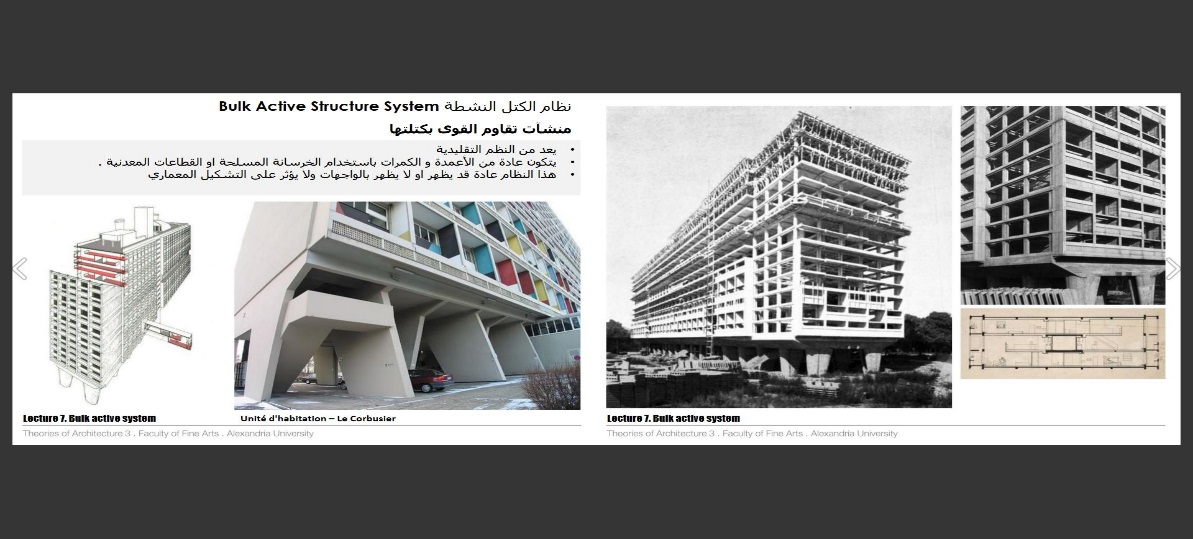 نظام الكتل النشطة Bulk Active Structure System
منشات تقاوم القوى بكتلتها
• يعد من النظم التقليدية
• يتكون عادة من الأعمدة و الكمرات باستخدام الخرسانة المسلحة او القطاعات المعدنية .
• هذا النظام عادة قد يظهر او لا يظهر بالواجهات ولا يؤثر على التشكيل المعماري
Unité d'habitation – Le Corbusier
Lecture 7. Bulk active system
Theories of Architecture 3 . Faculty of Fine Arts . Alexandria University
Lecture 7. Bulk active system
Theories of Architecture 3 . Faculty of Fine Arts . Alexandria University